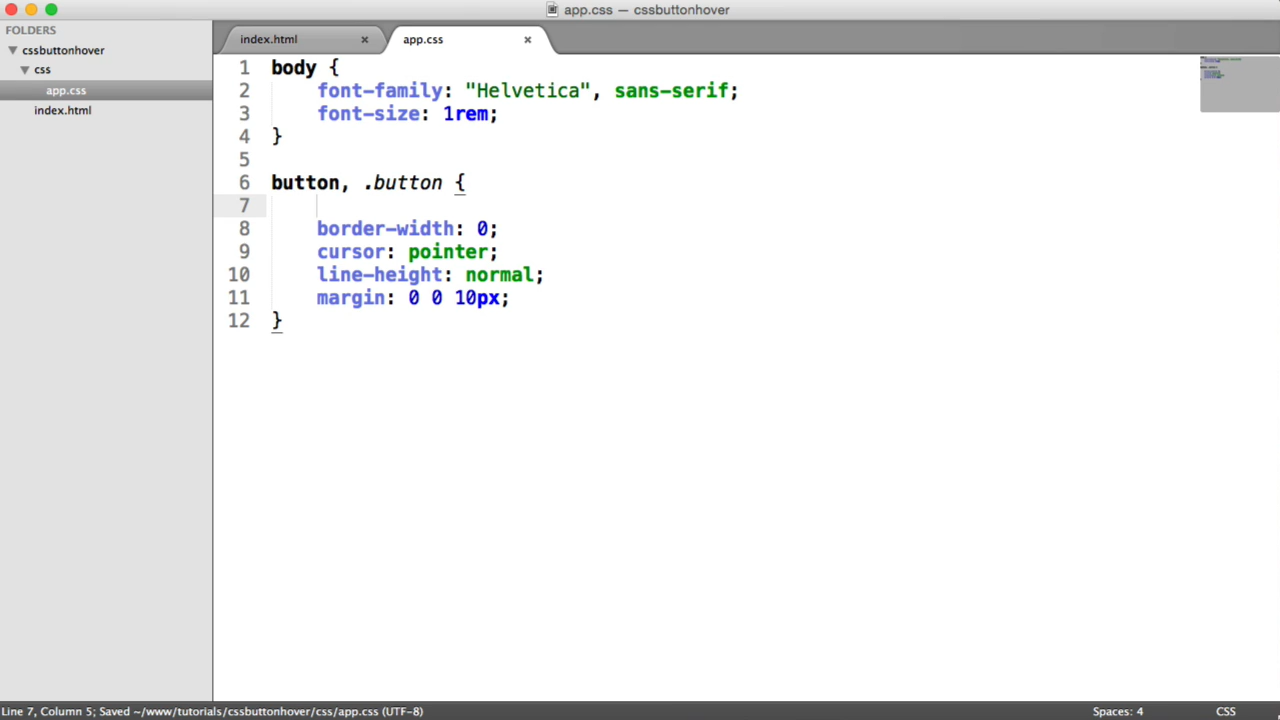 app.css — cssbuttonhover
FOLDERS
cssbuttonhover
css
app.css
index.html
index.html
app.css
1 body {
2 font-family: "Helvetica", sans-serif;
3 font-size: 1rem;
4 }
5
6 button, .button {
7
8 border-width: 0;
9 cursor: pointer;
10 line-height: normal;
11 margin: 0 0 10px;
12 }
Line 7, Column 5; Saved ~/www/tutorials/cssbuttonhover/css/app.css (UTF-8)
Spaces: 4
CSS